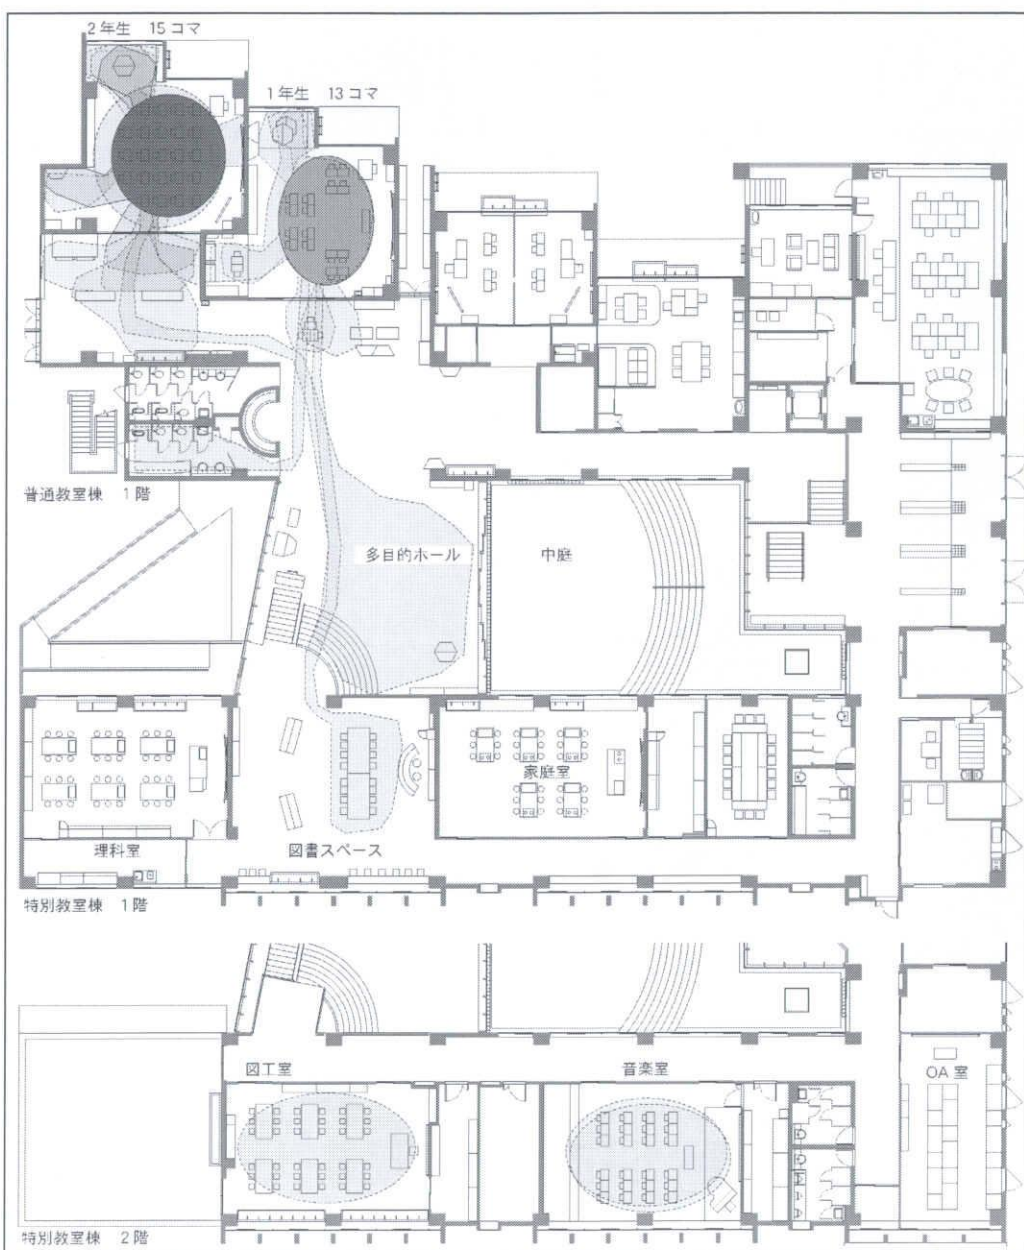 2年生 15コマ
1年生 13コマ
普通教室棟 1階
多目的ホール
中庭
家庭室
理科室
図書スペース
特別教室棟 1階
図工室
音楽室
OA室
特別教室棟 2階